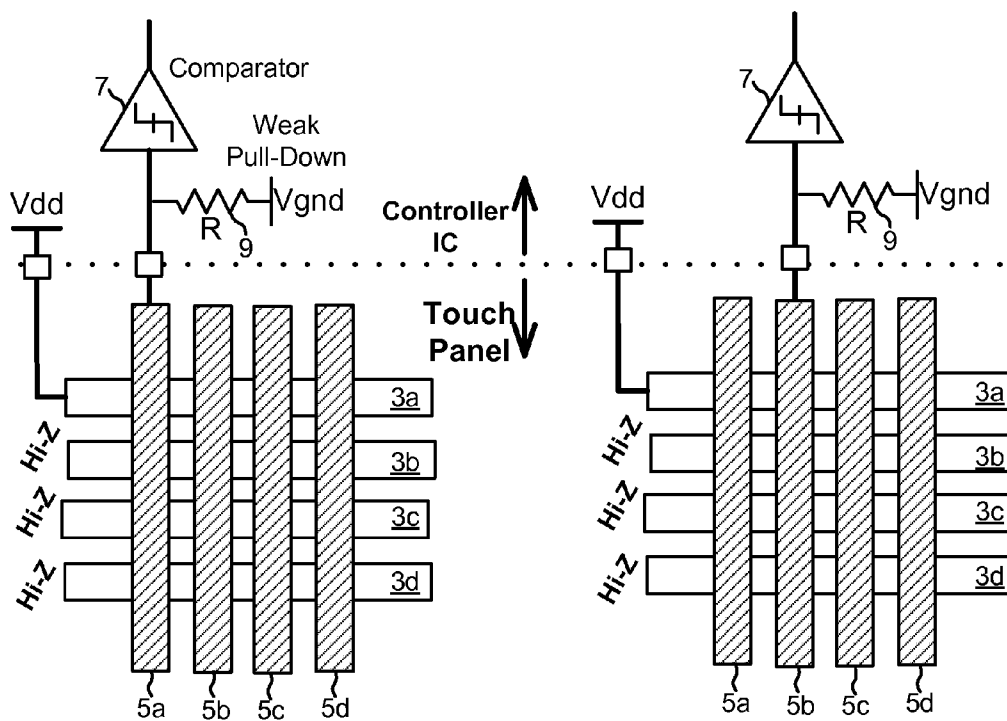 7
Comparator
Weak
Pull-Down
Vdd
Vgnd
R
9
Controller
IC
Touch
Panel
3a
Hi-Z
3b
Hi-Z
3c
Hi-Z
3d
5a
5b
5c
5d
7
Vdd
Vgnd
R
9
3a
Hi-Z
3b
Hi-Z
3c
Hi-Z
3d
5a
5b
5c
5d